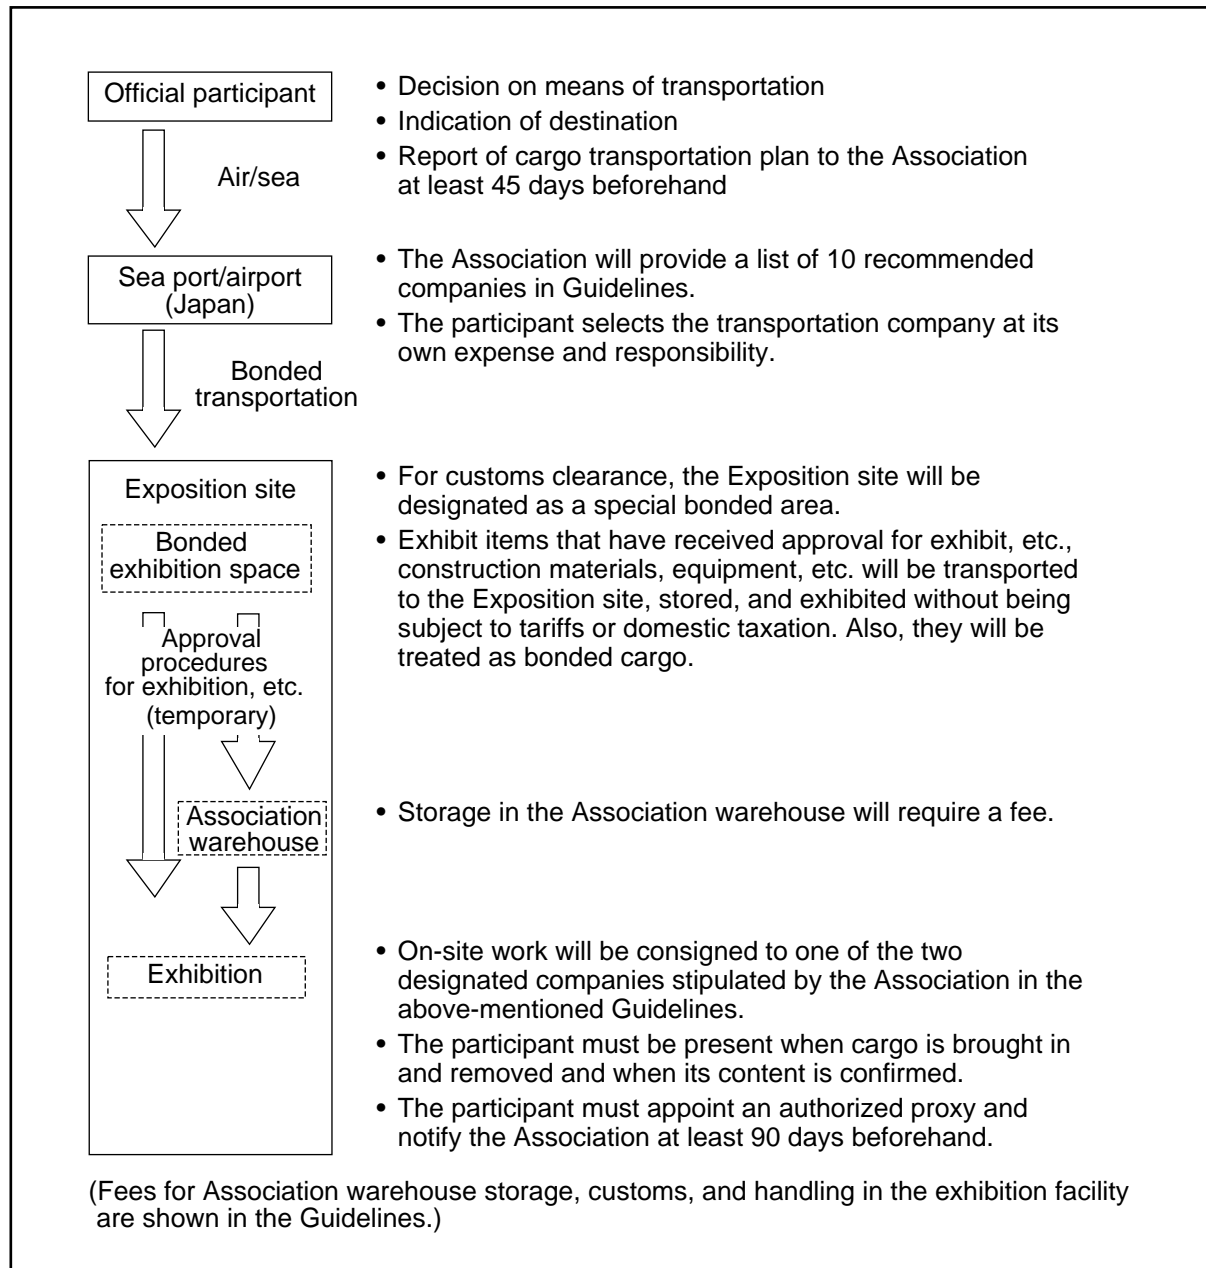 Official participant
• Decision on means of transportation
• Indication of destination
• Report of cargo transportation plan to the Association
at least 45 days beforehand
Air/sea
Sea port/airport
(Japan)
• The Association will provide a list of 10 recommended
companies in Guidelines.
• The participant selects the transportation company at its
own expense and responsibility.
Bonded
transportation
Exposition site
• For customs clearance, the Exposition site will be
designated as a special bonded area.
• Exhibit items that have received approval for exhibit, etc.,
construction materials, equipment, etc. will be transported
to the Exposition site, stored, and exhibited without being
subject to tariffs or domestic taxation. Also, they will be
treated as bonded cargo.
Bonded
exhibition space
Approval
procedures
for exhibition, etc.
(temporary)
Association
warehouse
• Storage in the Association warehouse will require a fee.
Exhibition
• On-site work will be consigned to one of the two
designated companies stipulated by the Association in the
above-mentioned Guidelines.
• The participant must be present when cargo is brought in
and removed and when its content is confirmed.
• The participant must appoint an authorized proxy and
notify the Association at least 90 days beforehand.
(Fees for Association warehouse storage, customs, and handling in the exhibition facility
are shown in the Guidelines.)